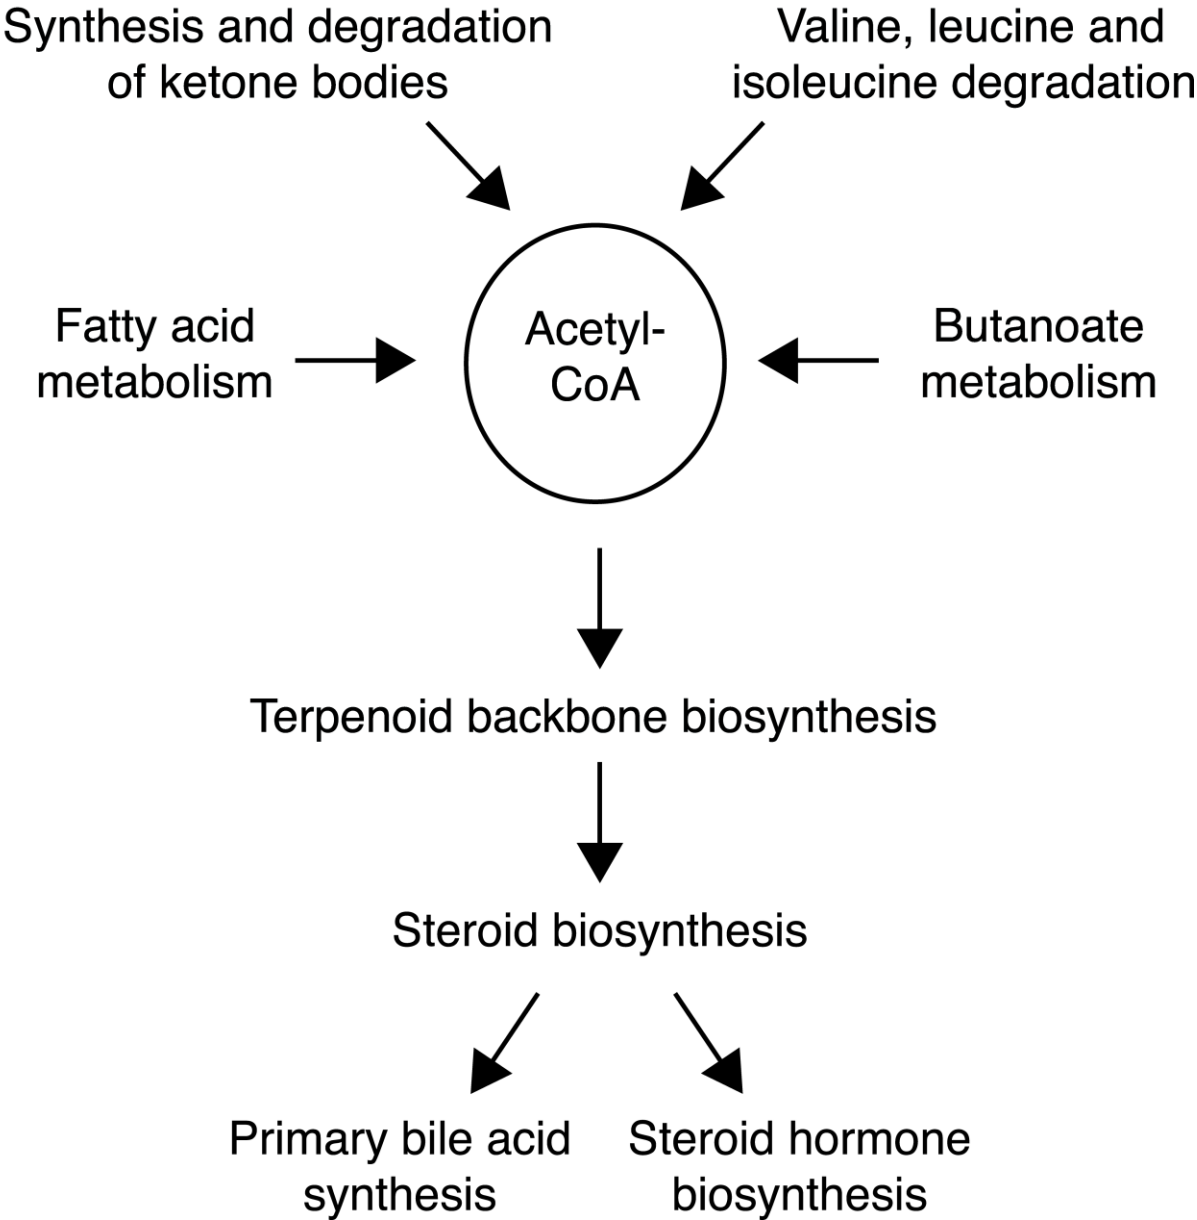 Synthesis and degradation
of ketone bodies
Valine, leucine and
isoleucine degradation
Fatty acid
metabolism
Acetyl-
CoA
Butanoate
metabolism
Terpenoid backbone biosynthesis
Steroid biosynthesis
Primary bile acid
synthesis
Steroid hormone
biosynthesis